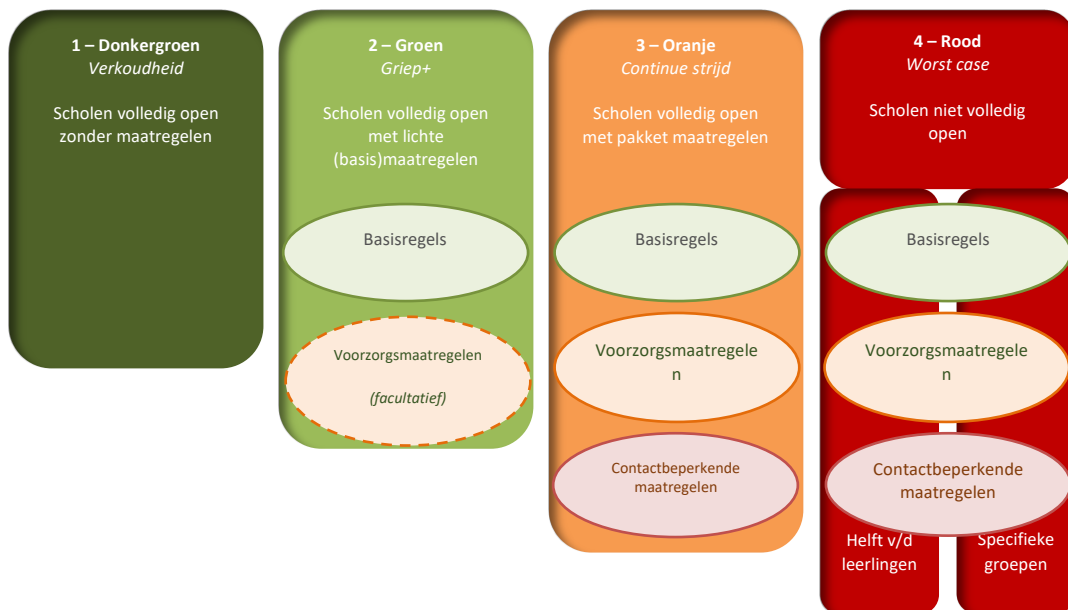 1 – Donkergroen
Verkoudheid
Scholen volledig open
zonder maatregelen
2 – Groen
Griep+
Scholen volledig open
met lichte
(basis)maatregelen
Basisregels
Voorzorgsmaatregelen
(facultatief)
3 – Oranje
Continue strijd
Scholen volledig open
met pakket maatregelen
Basisregels
Voorzorgsmaatregele
n
Contactbeperkende
maatregelen
4 – Rood
Worst case
Scholen niet volledig
open
Basisregels
Voorzorgsmaatregele
n
Contactbeperkende
maatregelen
Helft v/d
leerlingen
Specifieke
groepen